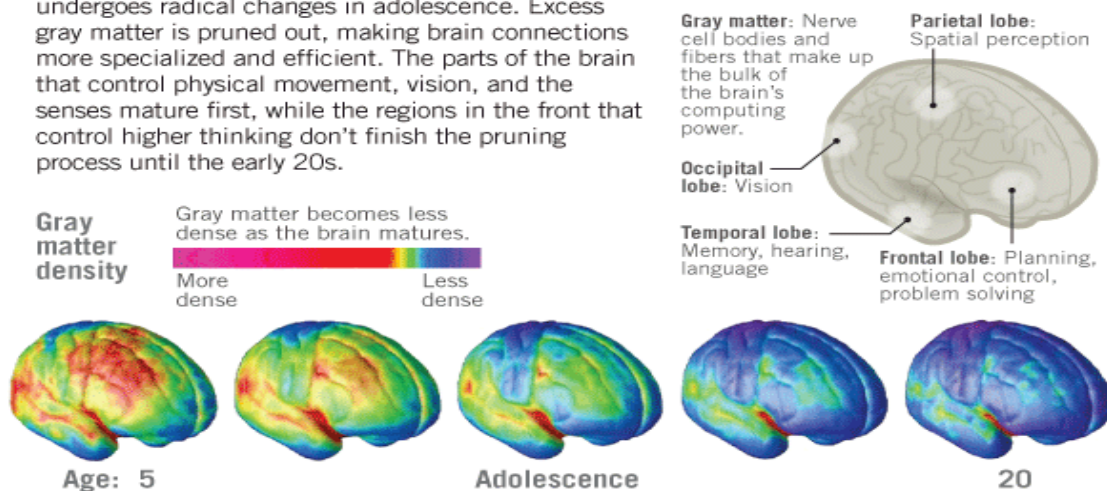 undergoes radical changes in adolescence. Excess
gray matter is pruned out, making brain connections
more specialized and efficient. The parts of the brain
that control physical movement, vision, and the
senses mature first, while the regions in the front that
control higher thinking don't finish the pruning
process until the early 20s.
Gray matter: Nerve
cell bodies and
fibers that make up
the bulk of
the brain's
computing
power.
Parietal lobe:
Spatial perception
Occipital
lobe: Vision
Temporal lobe:
Memory, hearing,
language
Frontal lobe: Planning,
emotional control,
problem solving
Gray
matter
density
Gray matter becomes less
dense as the brain matures.
More
dense
Less
dense
Age: 5
Adolescence
20